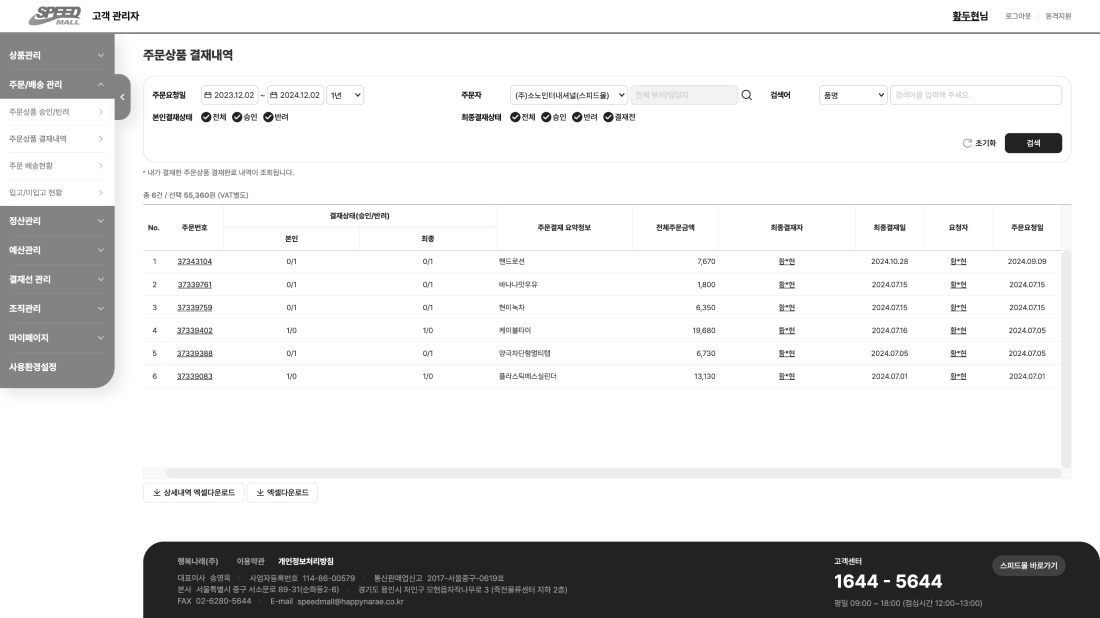 SPEED MALL 고객 관리자
황두현님 로그아웃 원격지원
상품관리
주문/배송 관리
주문상품 승인/반려
주문상품 결재내역
주문 배송현황
입고/미입고 현황
정산관리
예산관리
결재선 관리
조직관리
마이페이지
사용환경설정
주문상품 결재내역
주문요청일 2023.12.02 ~ 2024.12.02 1년 주문자 (주)소노인터내셔널(스피드몰) 전체 부서/담당자 검색어 품명 검색어를 입력해 주세요.
본인결재상태 전체 승인 반려 최종결재상태 전체 승인 반려 결재전
초기화 검색
* 내가 결재한 주문상품 결재완료 내역이 조회됩니다.
총 6건 / 선택 55,360원 (VAT별도)
No. 주문번호 결재상태(승인/반려) 주문결재 요약정보 전체주문금액 최종결재자 최종결재일 요청자 주문요청일
본인 최종
1 37343104 0/1 0/1 핸드로션 7,670 황*현 2024.10.28 황*현 2024.09.09
2 37339761 0/1 0/1 바나나맛우유 1,800 황*현 2024.07.15 황*현 2024.07.15
3 37339759 0/1 0/1 현미녹차 6,350 황*현 2024.07.15 황*현 2024.07.15
4 37339402 1/0 1/0 케이블타이 19,680 황*현 2024.07.16 황*현 2024.07.05
5 37339388 0/1 0/1 양극차단형멀티탭 6,730 황*현 2024.07.05 황*현 2024.07.05
6 37339083 1/0 1/0 플라스틱메스실린더 13,130 황*현 2024.07.01 황*현 2024.07.01
상세내역 엑셀다운로드 엑셀다운로드
행복나래(주) 이용약관 개인정보처리방침
대표이사 송영욱 사업자등록번호 114-86-00579 통신판매업신고 2017-서울중구-0619호
본사 서울특별시 중구 서소문로 89-31(순화동2-6) 경기도 용인시 처인구 모현읍자작나무로 3 (죽전물류센터 지하 2층)
FAX 02-6280-5644 E-mail speedmall@happynarae.co.kr
고객센터
1644 - 5644
평일 09:00 ~ 18:00 (점심시간 12:00~13:00)
스피드몰 바로가기